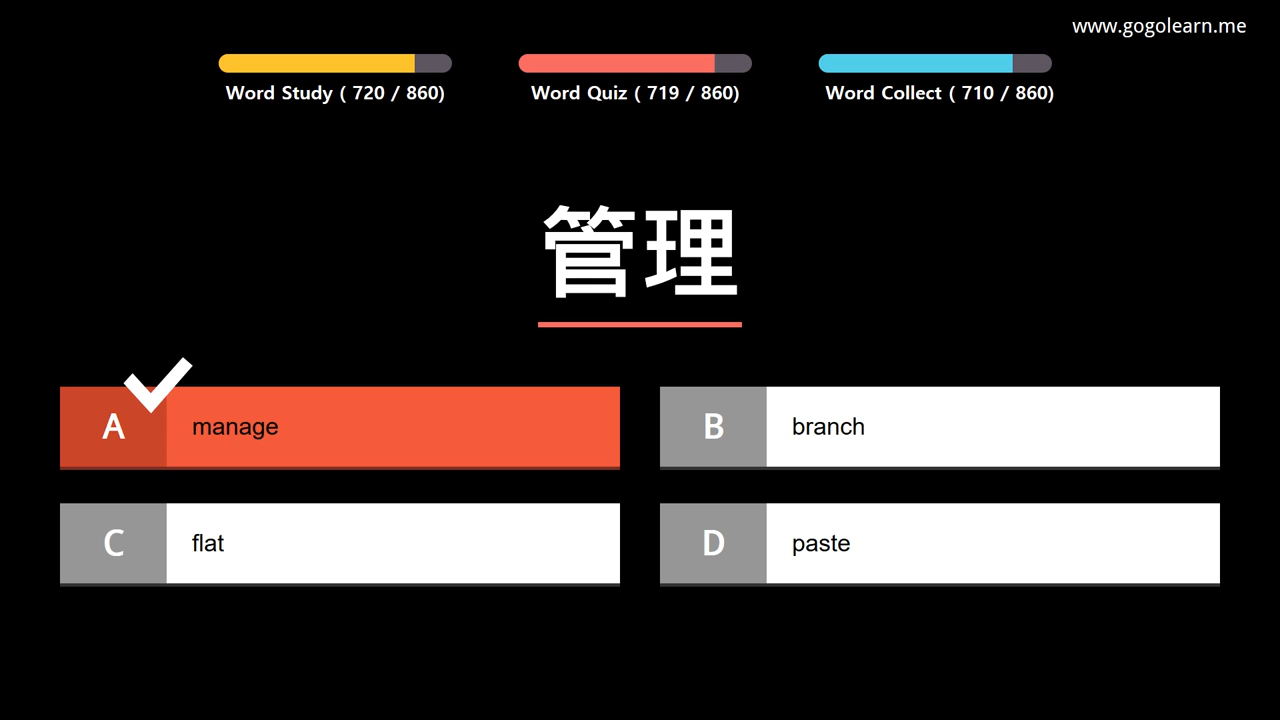 www.gogolearn.me
Word Study ( 720 / 860)
Word Quiz ( 719 / 860)
Word Collect ( 710 / 860)
管理
A manage
B branch
C flat
D paste